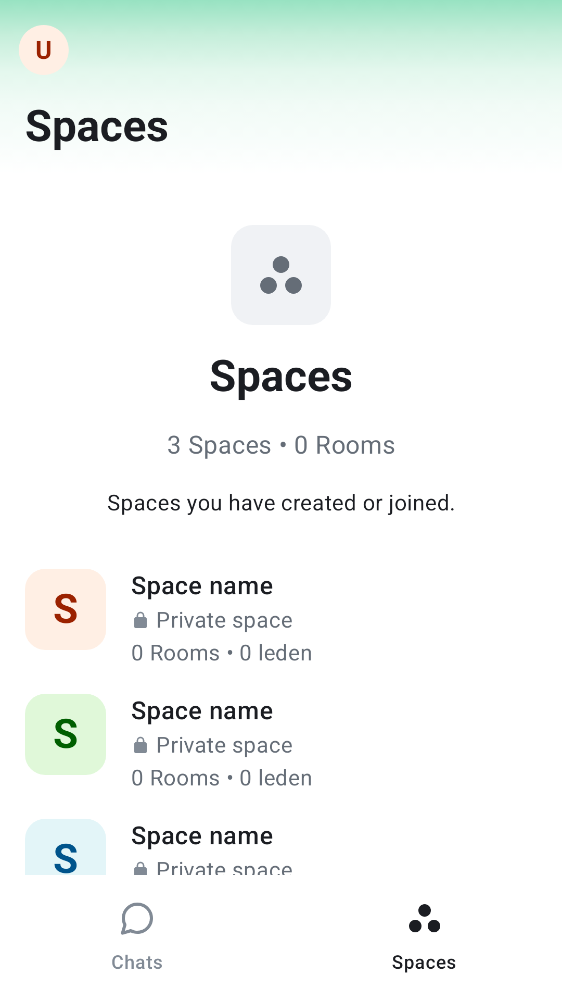 U
Spaces
Spaces
3 Spaces • 0 Rooms
Spaces you have created or joined.
S
Space name
Private space
0 Rooms • 0 leden
S
Space name
Private space
0 Rooms • 0 leden
S
Space name
Private space
Chats
Spaces